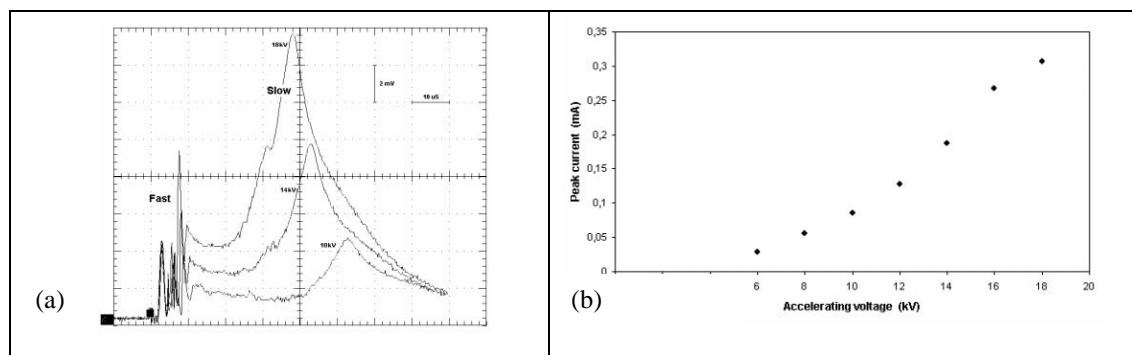 18kV
Slow
2 mV
10 uS
14kV
Fast
10kV
(a)
0,35
0,3
0,25
0,2
0,15
0,1
0,05
0
Peak current (mA)
6 8 10 12 14 16 18 20
Accelerating voltage (kV)
(b)